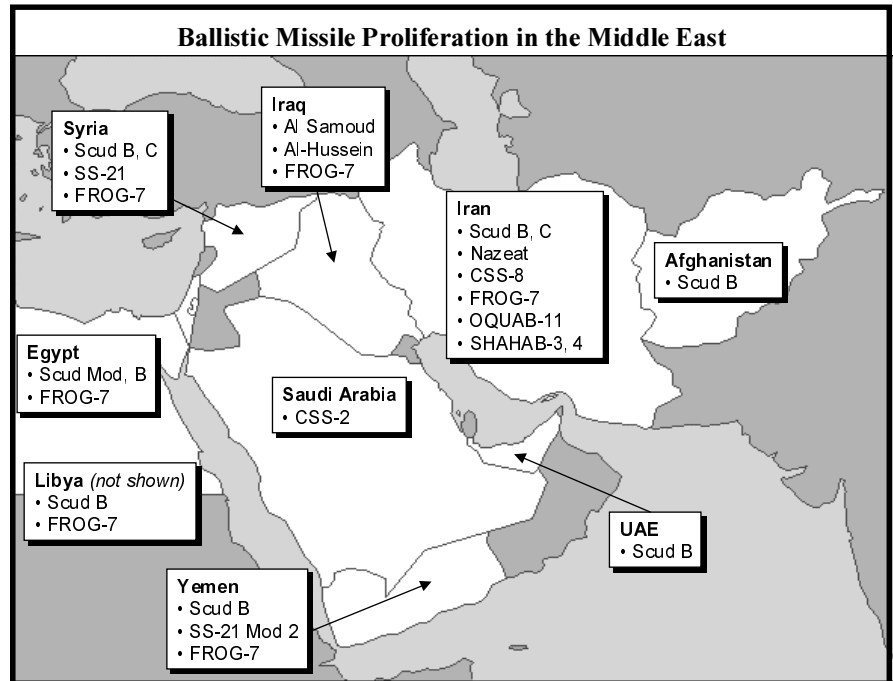 Ballistic Missile Proliferation in the Middle East
Iraq
• Al Samoud
• Al-Hussein
• FROG-7
Syria
• Scud B, C
• SS-21
• FROG-7
Iran
• Scud B, C
• Nazeat
• CSS-8
• FROG-7
• OQUAB-11
• SHAHAB-3, 4
Afghanistan
• Scud B
Egypt
• Scud Mod, B
• FROG-7
Saudi Arabia
• CSS-2
Libya (not shown)
• Scud B
• FROG-7
UAE
• Scud B
Yemen
• Scud B
• SS-21 Mod 2
• FROG-7